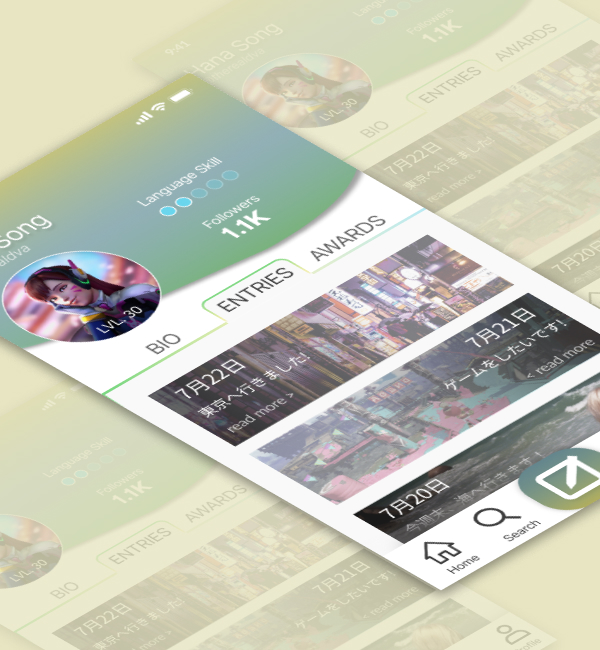 Song
aldva
Language Skill
Followers
1.1K
LVL. 30
BIO
ENTRIES
AWARDS
7月22日
東京へ行きました!
read more >
7月21日
ゲームをしたいです!
< read more
7月20日
今週末、海へ行きます!
Home
Search
9:41
Hana Song
Followers
1.1K
LVL. 30
BIO
ENTRIES
AWARDS
7月22日
東京へ行きました!
read more >
7月20日
Language Skill
Followers
1.1K
LVL. 30
BIO
ENTRIES
AWARDS
7月22日
東京へ行きました!
read more >
7月21日
ゲームをしたいです!
read more